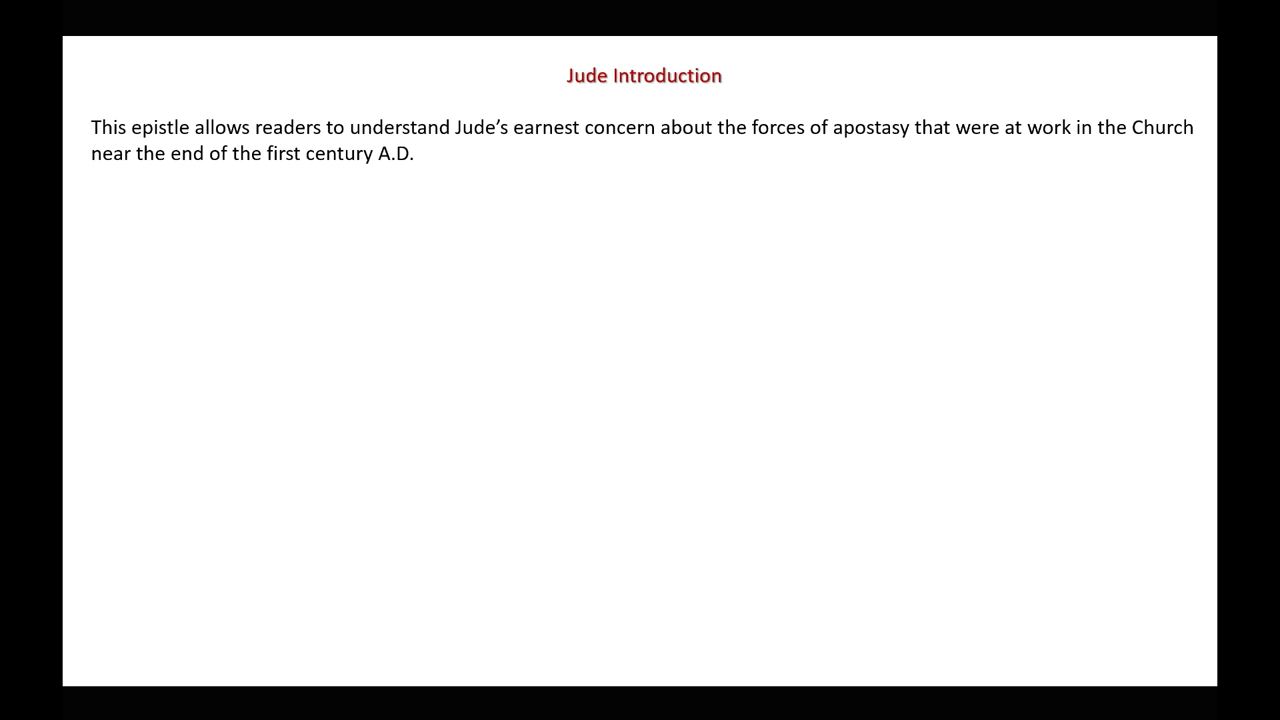 Jude Introduction
This epistle allows readers to understand Jude’s earnest concern about the forces of apostasy that were at work in the Church
near the end of the first century A.D.